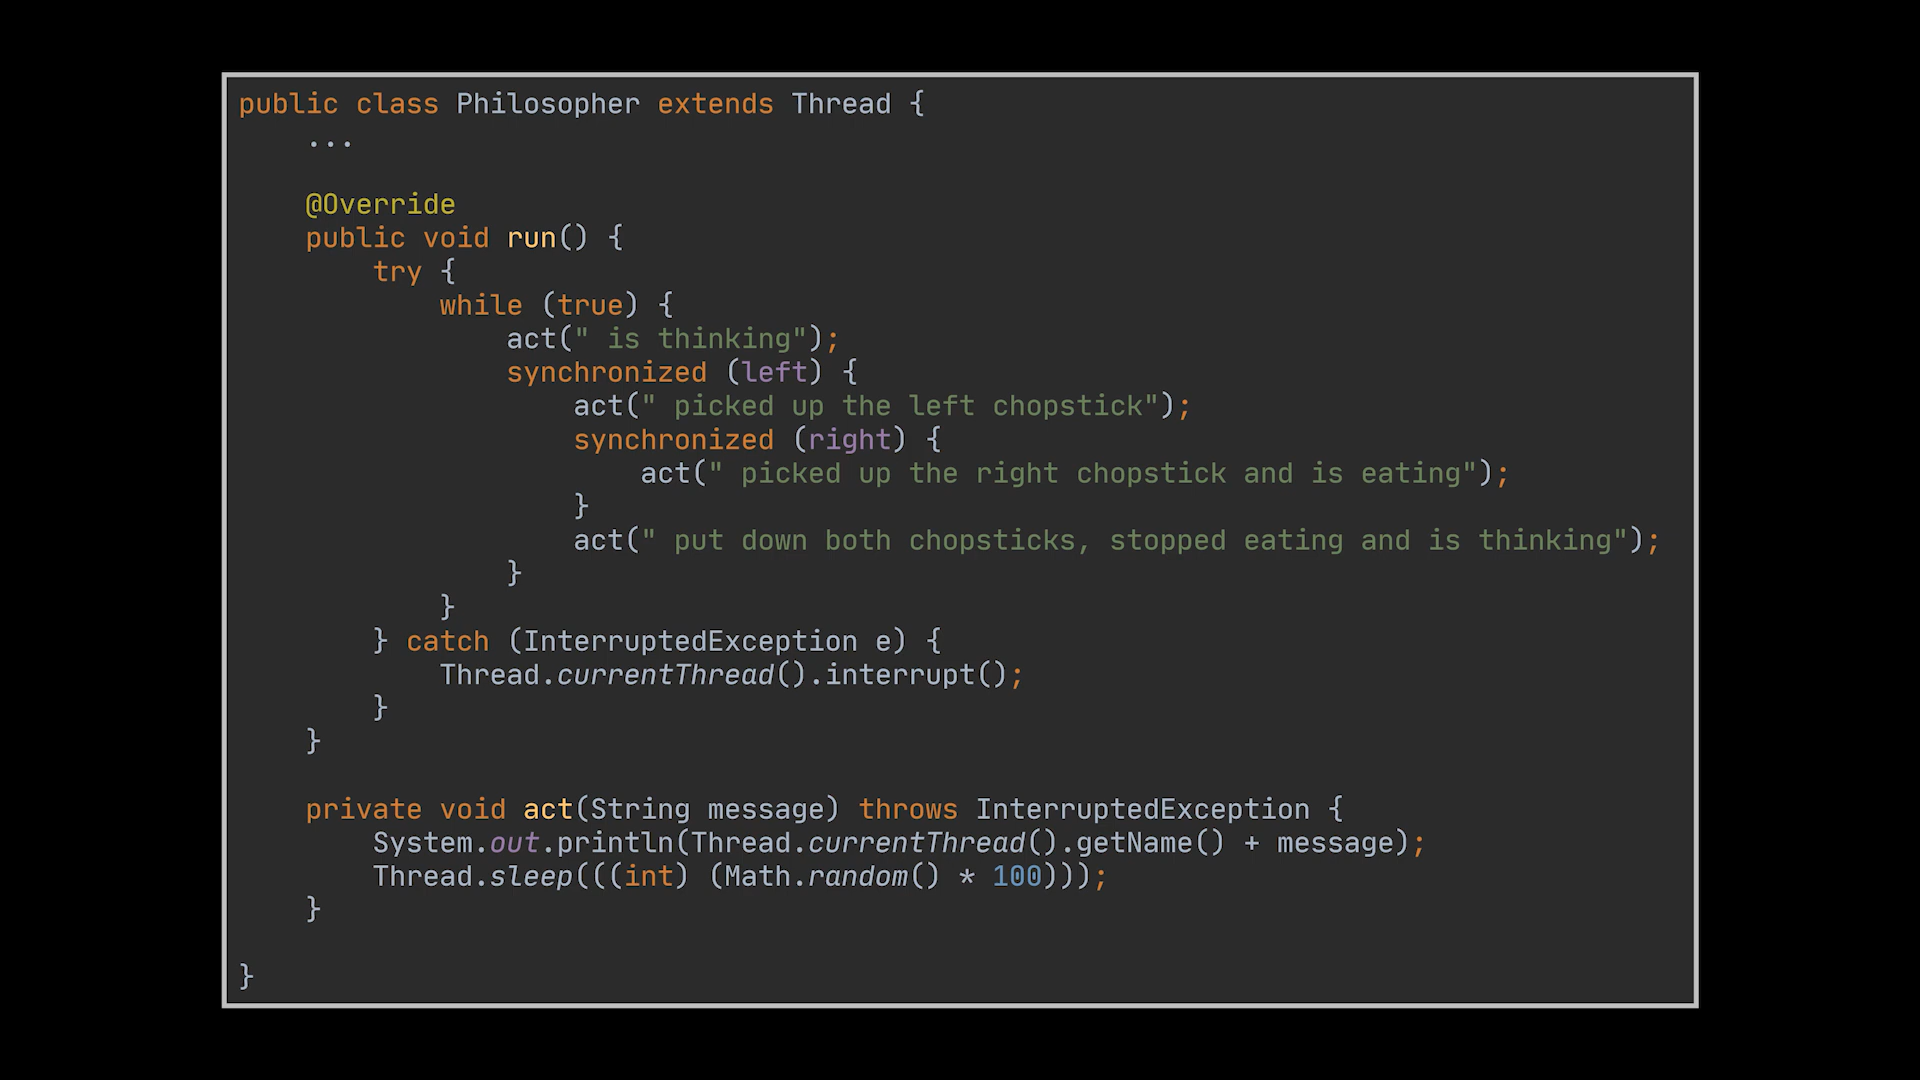 public class Philosopher extends Thread {
    ...
    @Override
    public void run() {
        try {
            while (true) {
                act(" is thinking");
                synchronized (left) {
                    act(" picked up the left chopstick");
                    synchronized (right) {
                        act(" picked up the right chopstick and is eating");
                    }
                    act(" put down both chopsticks, stopped eating and is thinking");
                }
            }
        } catch (InterruptedException e) {
            Thread.currentThread().interrupt();
        }
    }
    private void act(String message) throws InterruptedException {
        System.out.println(Thread.currentThread().getName() + message);
        Thread.sleep(((int) (Math.random() * 100)));
    }
}